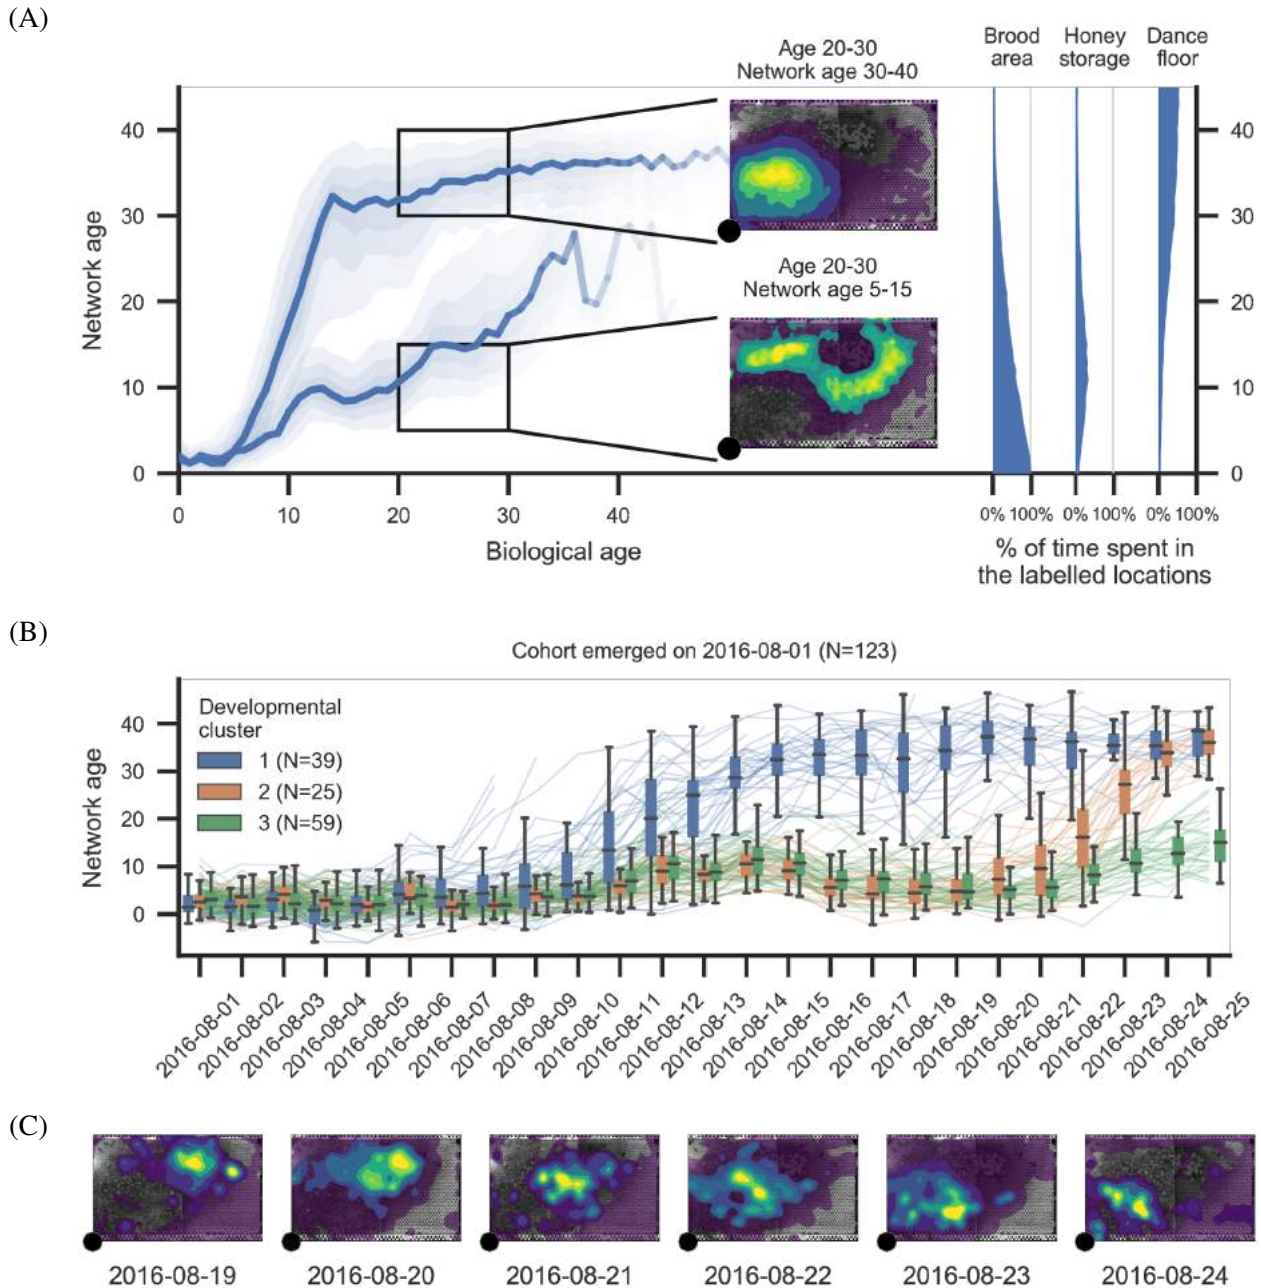 (A)
Age 20-30
Network age 30-40
Brood
area
Honey
storage
Dance
floor
40
30
20
10
0
Network age
Age 20-30
Network age 5-15
40
30
20
10
0
0
10
20
30
40
Biological age
0% 100% 0% 100% 0% 100%
% of time spent in
the labelled locations
(B)
Cohort emerged on 2016-08-01 (N=123)
Developmental
cluster
1 (N=39)
2 (N=25)
3 (N=59)
40
30
20
10
0
Network age
2016-08-01
2016-08-02
2016-08-03
2016-08-04
2016-08-05
2016-08-06
2016-08-07
2016-08-08
2016-08-09
2016-08-10
2016-08-11
2016-08-12
2016-08-13
2016-08-14
2016-08-15
2016-08-16
2016-08-17
2016-08-18
2016-08-19
2016-08-20
2016-08-21
2016-08-22
2016-08-23
2016-08-24
2016-08-25
(C)
2016-08-19
2016-08-20
2016-08-21
2016-08-22
2016-08-23
2016-08-24